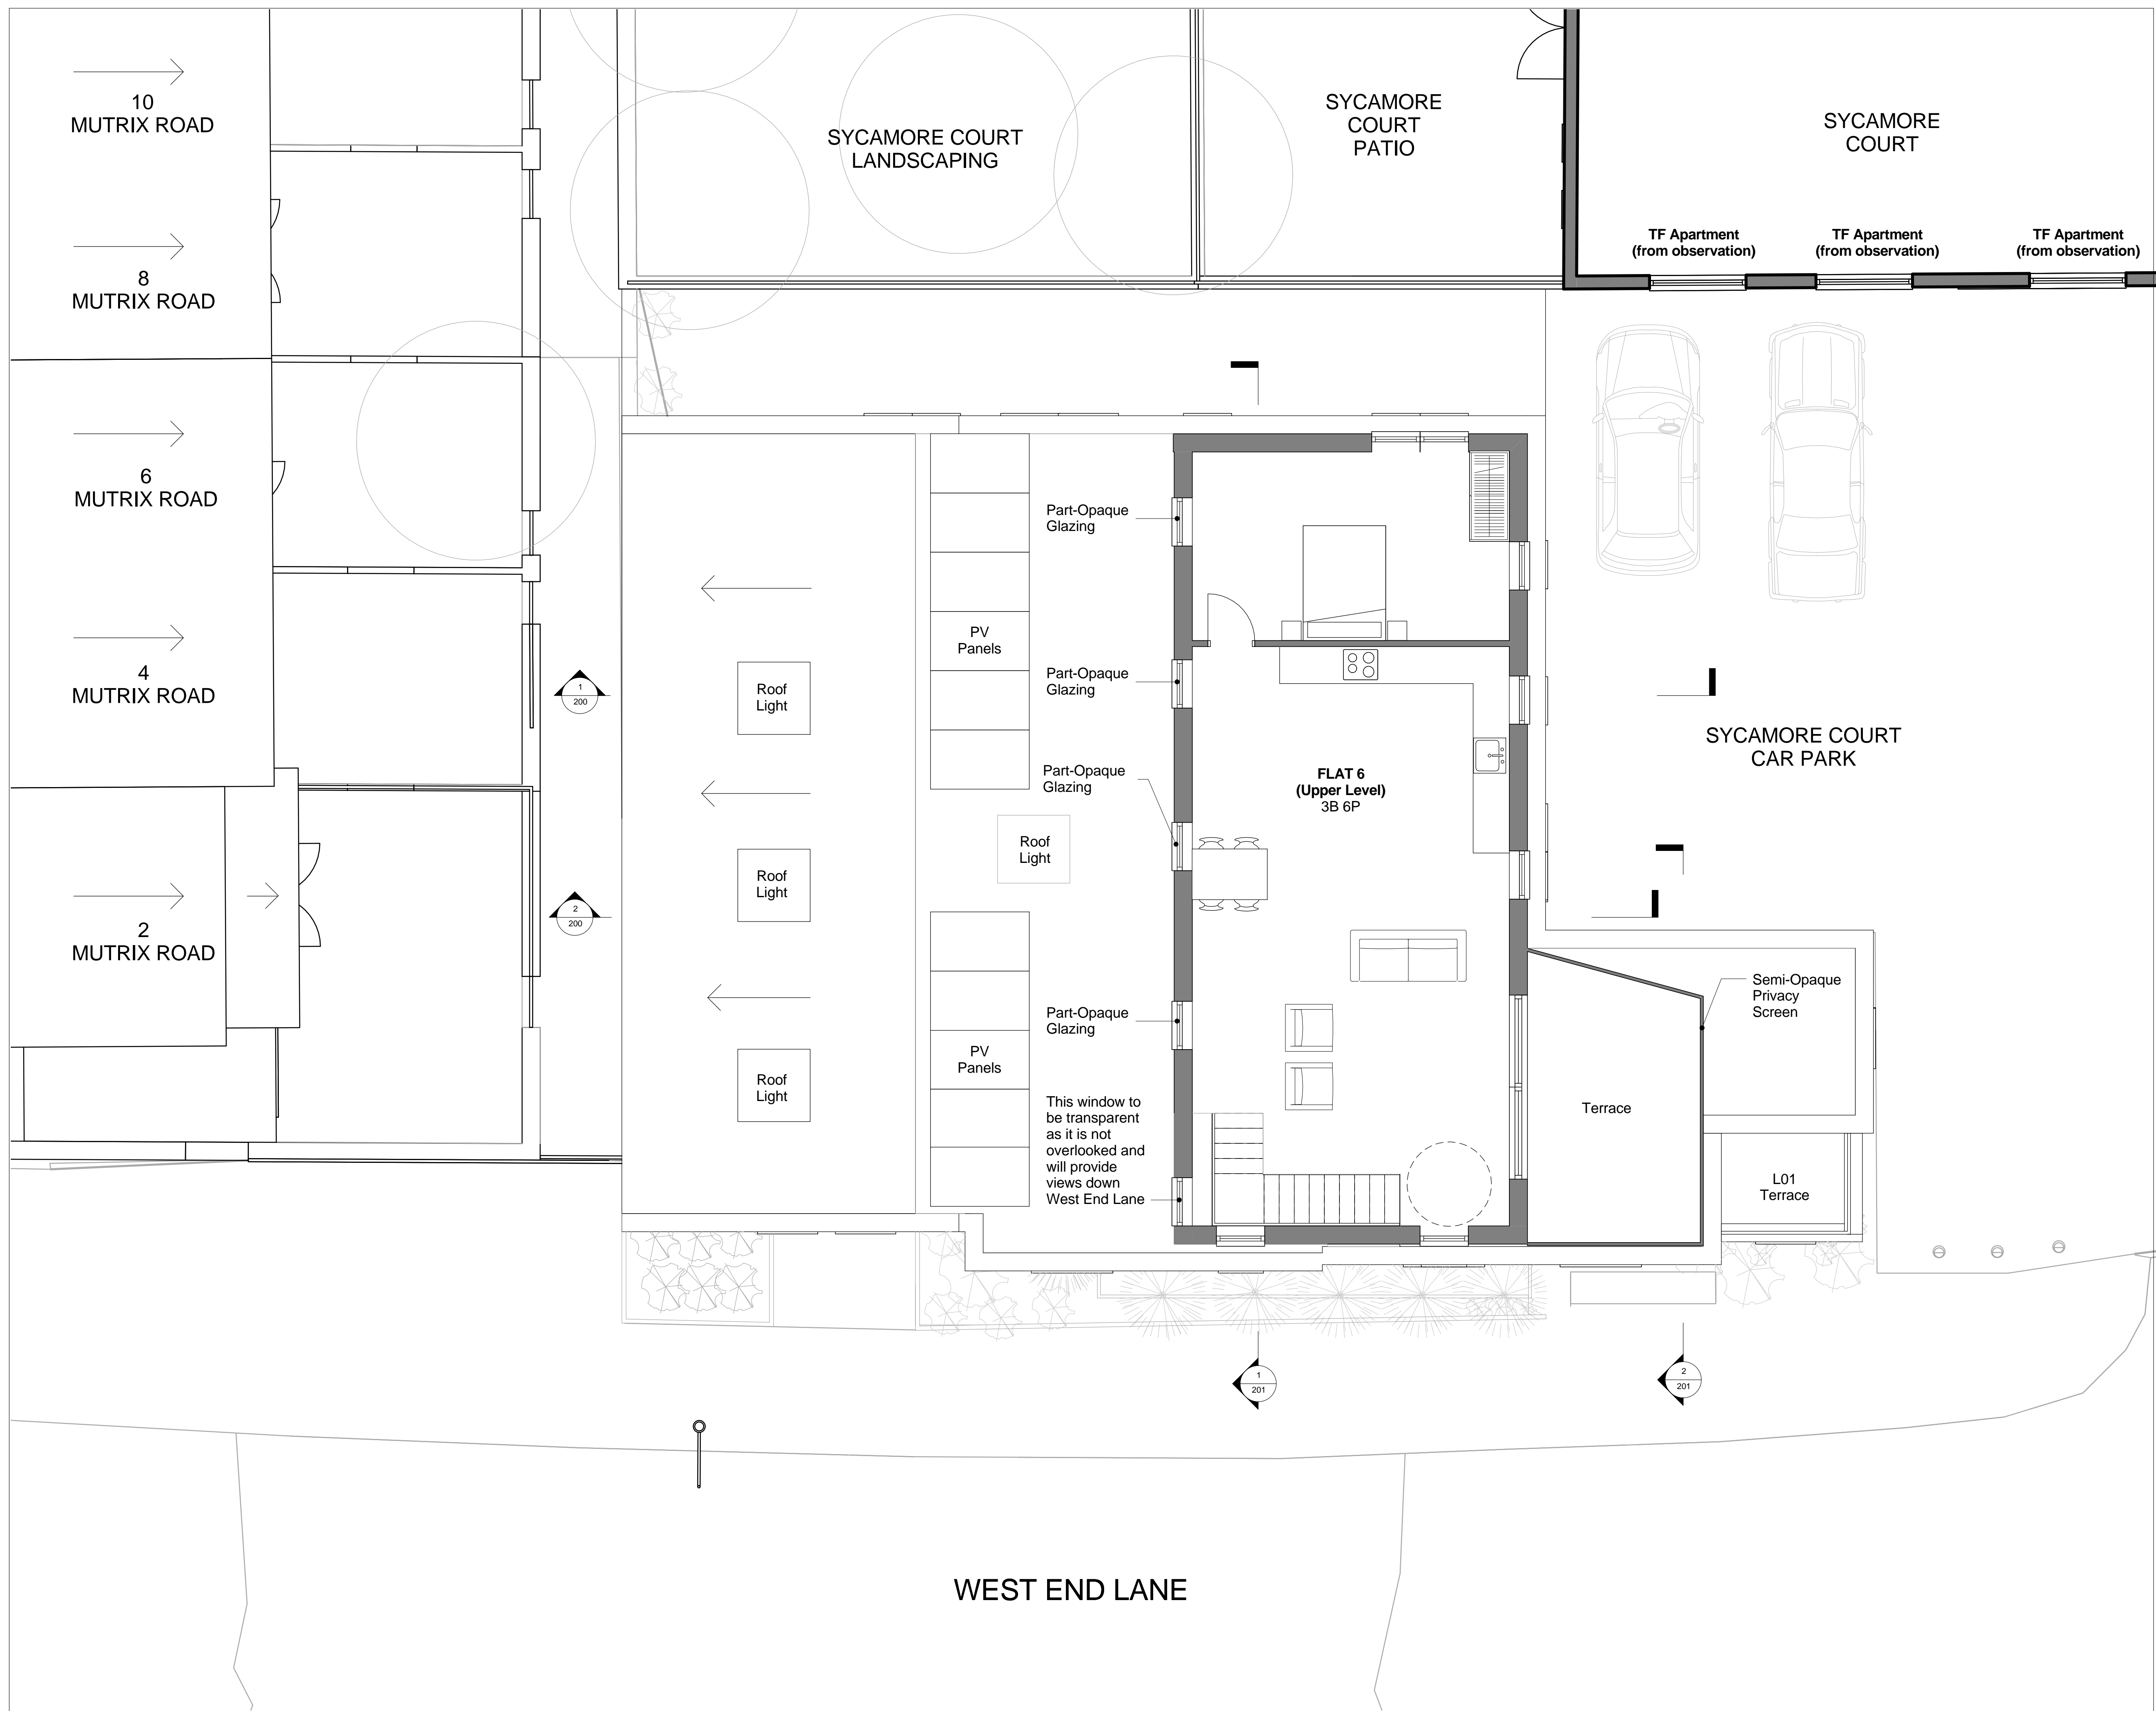 10
MUTRIX ROAD
SYCAMORE COURT
LANDSCAPING
SYCAMORE
COURT
PATIO
SYCAMORE
COURT
TF Apartment
(from observation)
TF Apartment
(from observation)
TF Apartment
(from observation)
8
MUTRIX ROAD
6
MUTRIX ROAD
4
MUTRIX ROAD
2
MUTRIX ROAD
1
200
2
200
Roof
Light
Roof
Light
Roof
Light
PV
Panels
Roof
Light
PV
Panels
Part-Opaque
Glazing
Part-Opaque
Glazing
Part-Opaque
Glazing
Part-Opaque
Glazing
This window to
be transparent
as it is not
overlooked and
will provide
views down
West End Lane
FLAT 6
(Upper Level)
3B 6P
SYCAMORE COURT
CAR PARK
Semi-Opaque
Privacy
Screen
Terrace
L01
Terrace
1
201
2
201
WEST END LANE